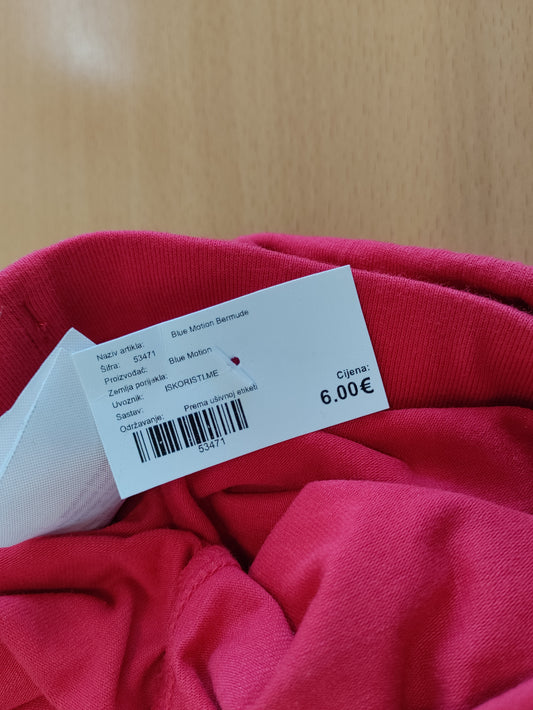 Naziv artikla: Blue Motion Bermude
Šifra: 53471
Proizvođač: Blue Motion
Zemlja porijekla:
Uvoznik: ISKORISTI.ME
Sastav:
Održavanje: Prema ušivnoj etiketi
53471
Cijena:
6.00€